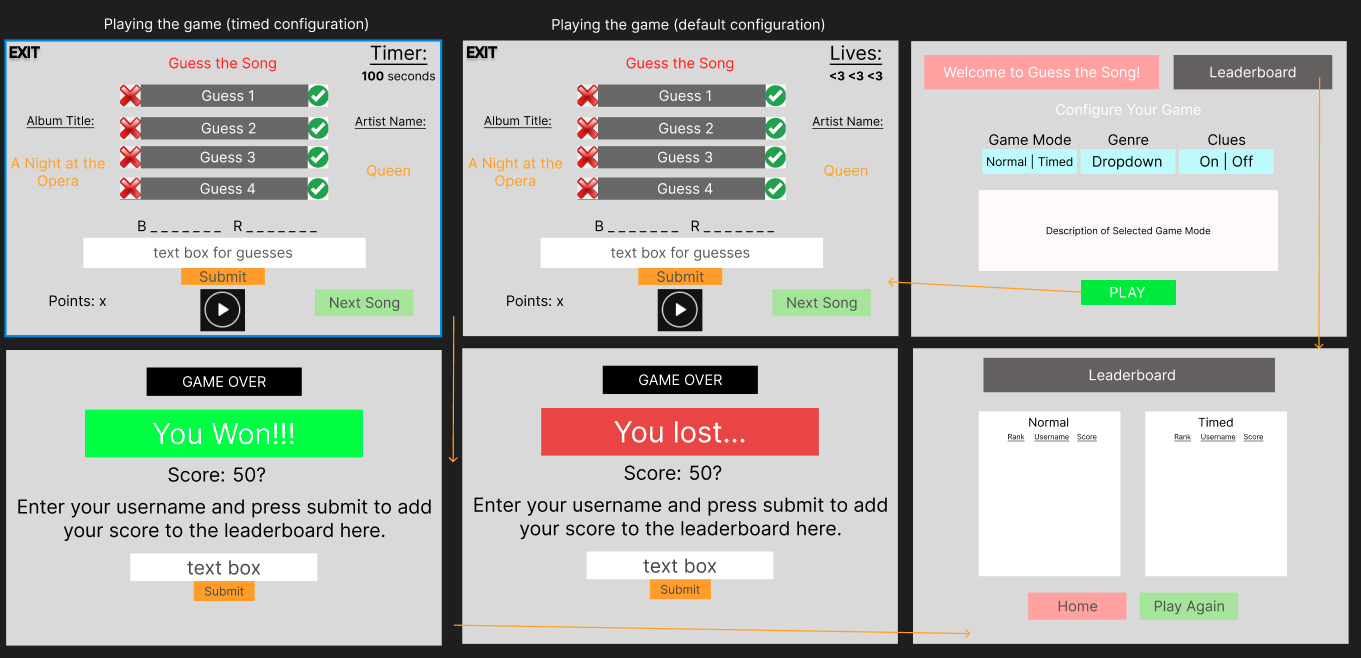 Playing the game (timed configuration)
EXIT
Timer:
100 seconds
Guess the Song
Guess 1
Album Title:
Guess 2
Artist Name:
A Night at the
Opera
Guess 3
Queen
Guess 4
B _ _ _ _ _ _ _ R _ _ _ _ _ _ _
text box for guesses
Submit
Points: x
Next Song
Playing the game (default configuration)
EXIT
Lives:
<3 <3 <3
Guess the Song
Guess 1
Album Title:
Guess 2
Artist Name:
A Night at the
Opera
Guess 3
Queen
Guess 4
B _ _ _ _ _ _ _ R _ _ _ _ _ _ _
text box for guesses
Submit
Points: x
Next Song
Welcome to Guess the Song!
Leaderboard
Configure Your Game
Game Mode Genre Clues
Normal | Timed Dropdown On | Off
Description of Selected Game Mode
PLAY
GAME OVER
You Won!!!
Score: 50?
Enter your username and press submit to add
your score to the leaderboard here.
text box
Submit
GAME OVER
You lost...
Score: 50?
Enter your username and press submit to add
your score to the leaderboard here.
text box
Submit
Leaderboard
Normal
Rank Username Score
Timed
Rank Username Score
Home
Play Again